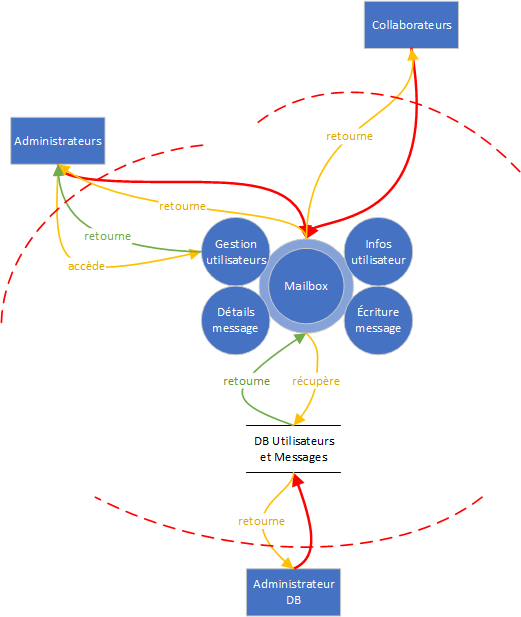 Collaborateurs
retourne
Administrateurs
retourne
retourne
accède
Gestion
utilisateurs
Infos
utilisateur
Mailbox
Détails
message
Écriture
message
retourne
récupère
DB Utilisateurs
et Messages
retourne
Administrateur
DB